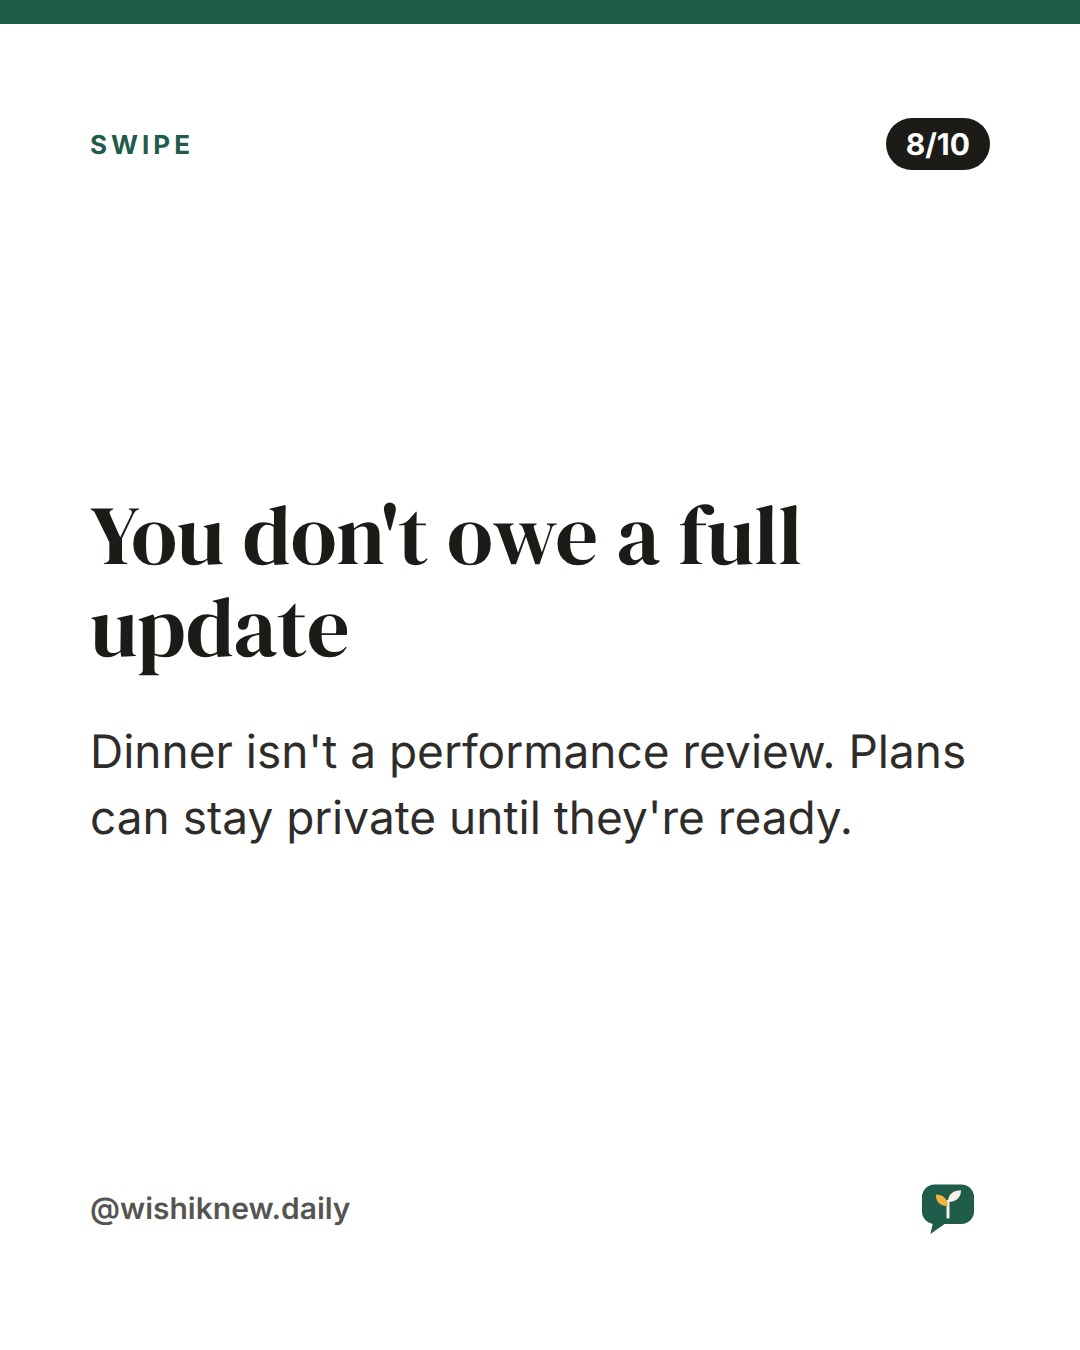 SWIPE
8/10
You don't owe a full
update
Dinner isn't a performance review. Plans
can stay private until they're ready.
@wishiknew.daily